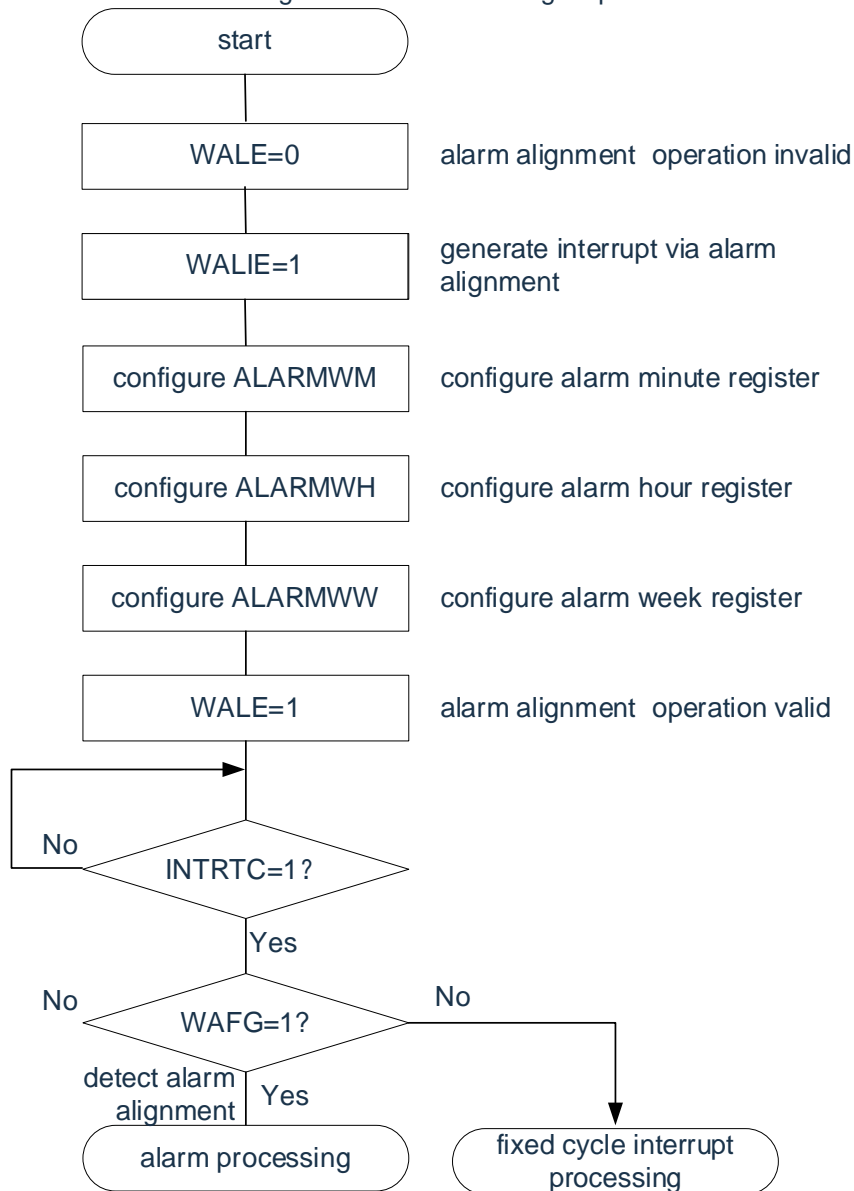 start
WALE=0
alarm alignment operation invalid
WALIE=1
generate interrupt via alarm
alignment
configure ALARMWM
configure alarm minute register
configure ALARMWH
configure alarm hour register
configure ALARMWW
configure alarm week register
WALE=1
alarm alignment operation valid
No
INTRTC=1?
Yes
No
WAFG=1?
No
detect alarm
alignment
Yes
alarm processing
fixed cycle interrupt
processing